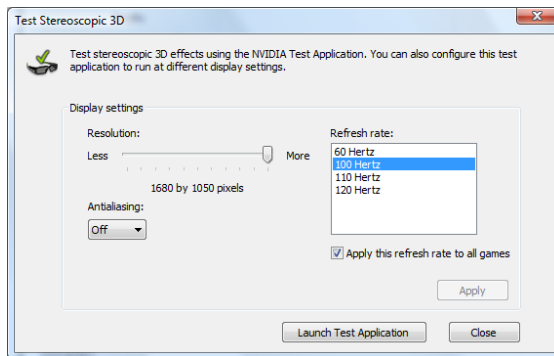 Test Stereoscopic 3D
Test stereoscopic 3D effects using the NVIDIA Test Application. You can also configure this test
application to run at different display settings.
Display settings
Resolution:
Less
More
1680 by 1050 pixels
Antialiasing:
Off
Refresh rate:
60 Hertz
100 Hertz
110 Hertz
120 Hertz
Apply this refresh rate to all games
Apply
Launch Test Application
Close